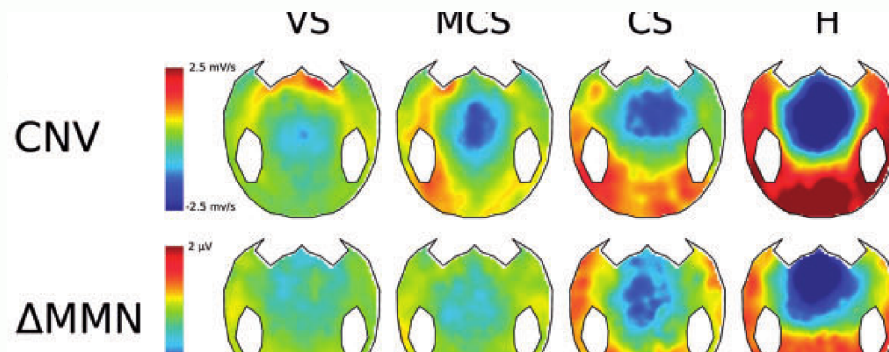 VS MCS CS H
2.5 mV/s
CNV
-2.5 mv/s
2 μV
ΔMMN